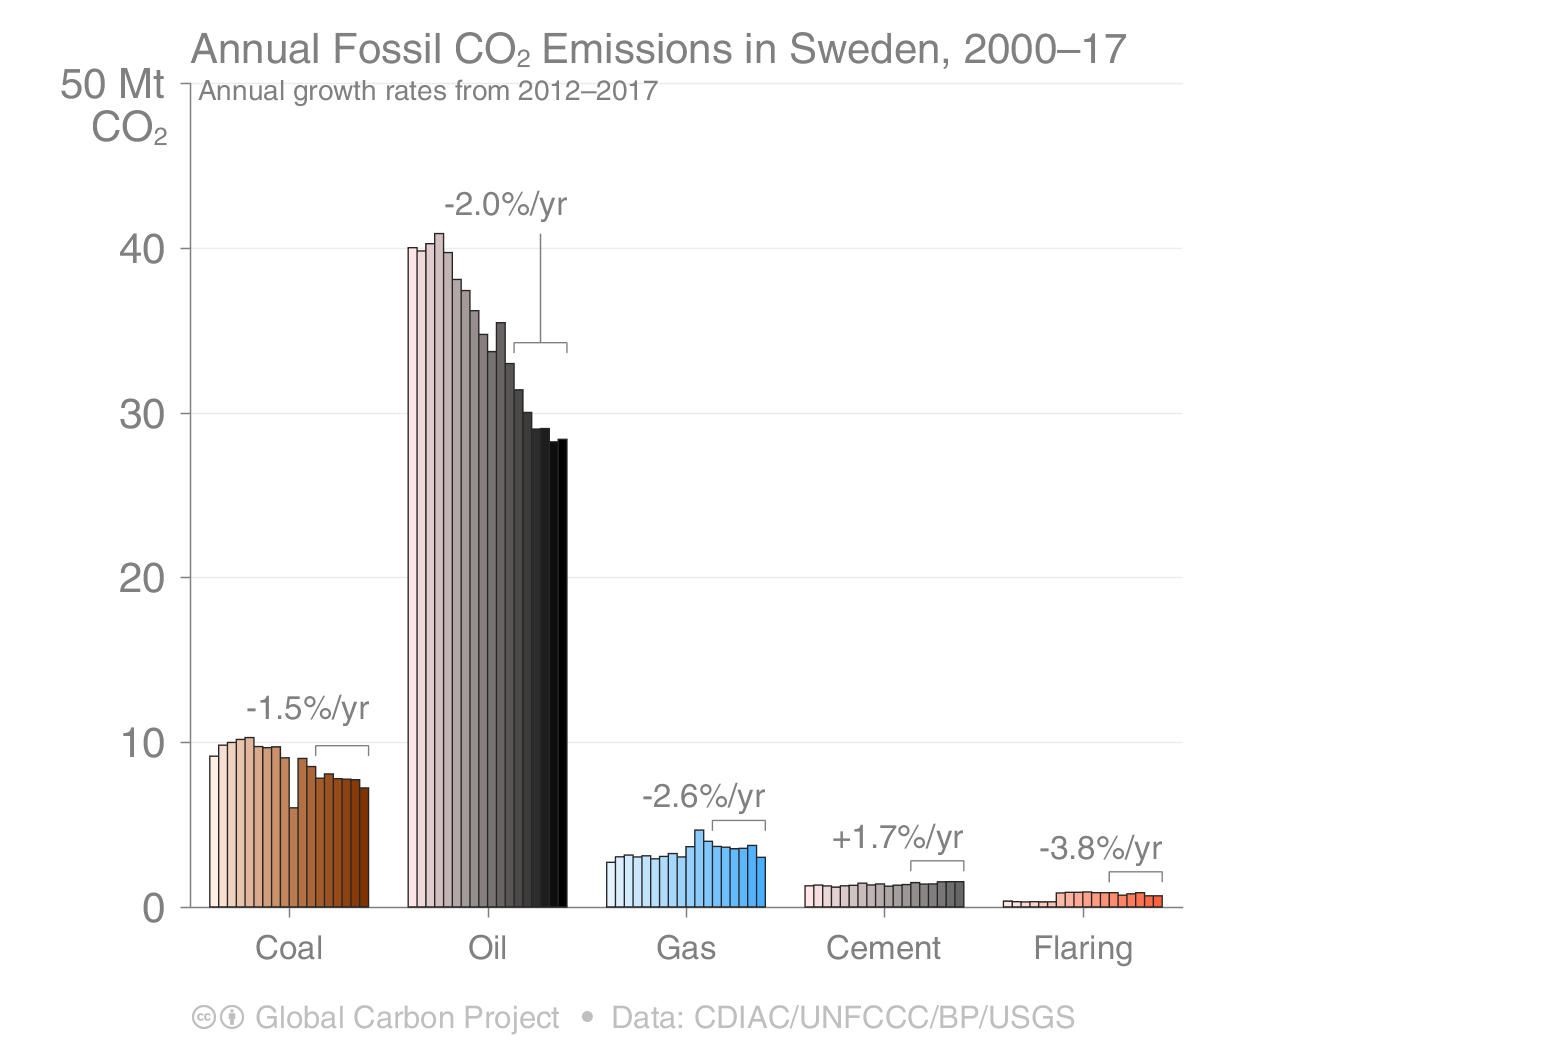 Annual Fossil CO₂ Emissions in Sweden, 2000–17
50 Mt
CO₂
Annual growth rates from 2012–2017
-2.0%/yr
40
30
20
-1.5%/yr
10
-2.6%/yr
+1.7%/yr
-3.8%/yr
0
Coal Oil Gas Cement Flaring
cc Global Carbon Project • Data: CDIAC/UNFCCC/BP/USGS